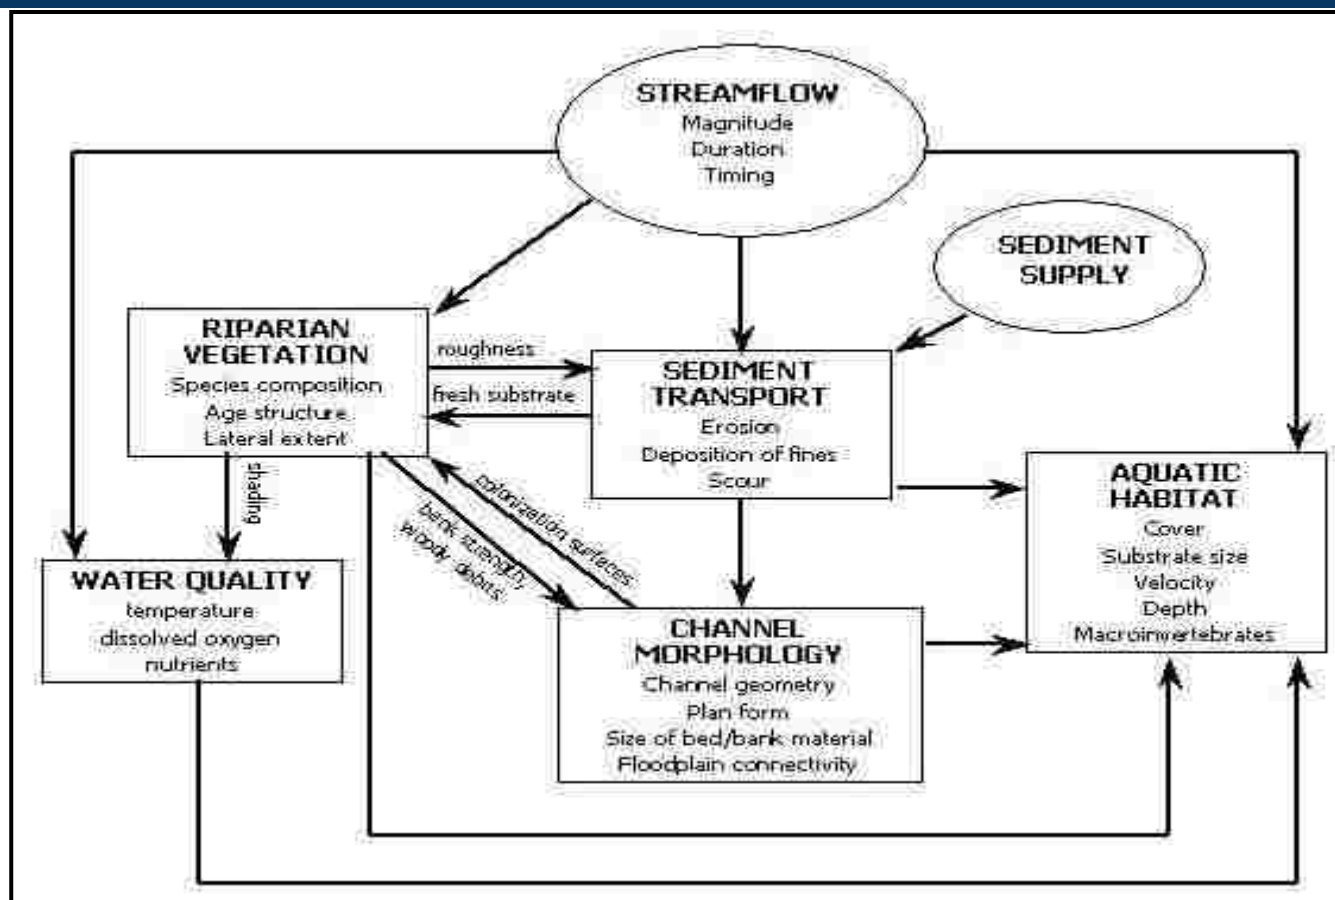 STREAMFLOW
Magnitude
Duration
Timing
SEDIMENT
SUPPLY
RIPARIAN
VEGETATION
Species composition
Age structure
Lateral extent
roughness
fresh substrate
SEDIMENT
TRANSPORT
Erosion
Deposition of fines
Scour
shading
colonization surfaces
bank strength,
woody debits
AQUATIC
HABITAT
Cover
Substrate size
Velocity
Depth
Macroinvertebrates
WATER QUALITY
temperature
dissolved oxygen
nutrients
CHANNEL
MORPHOLOGY
Channel geometry
Plan form
Size of bed/bank material
Floodplain connectivity